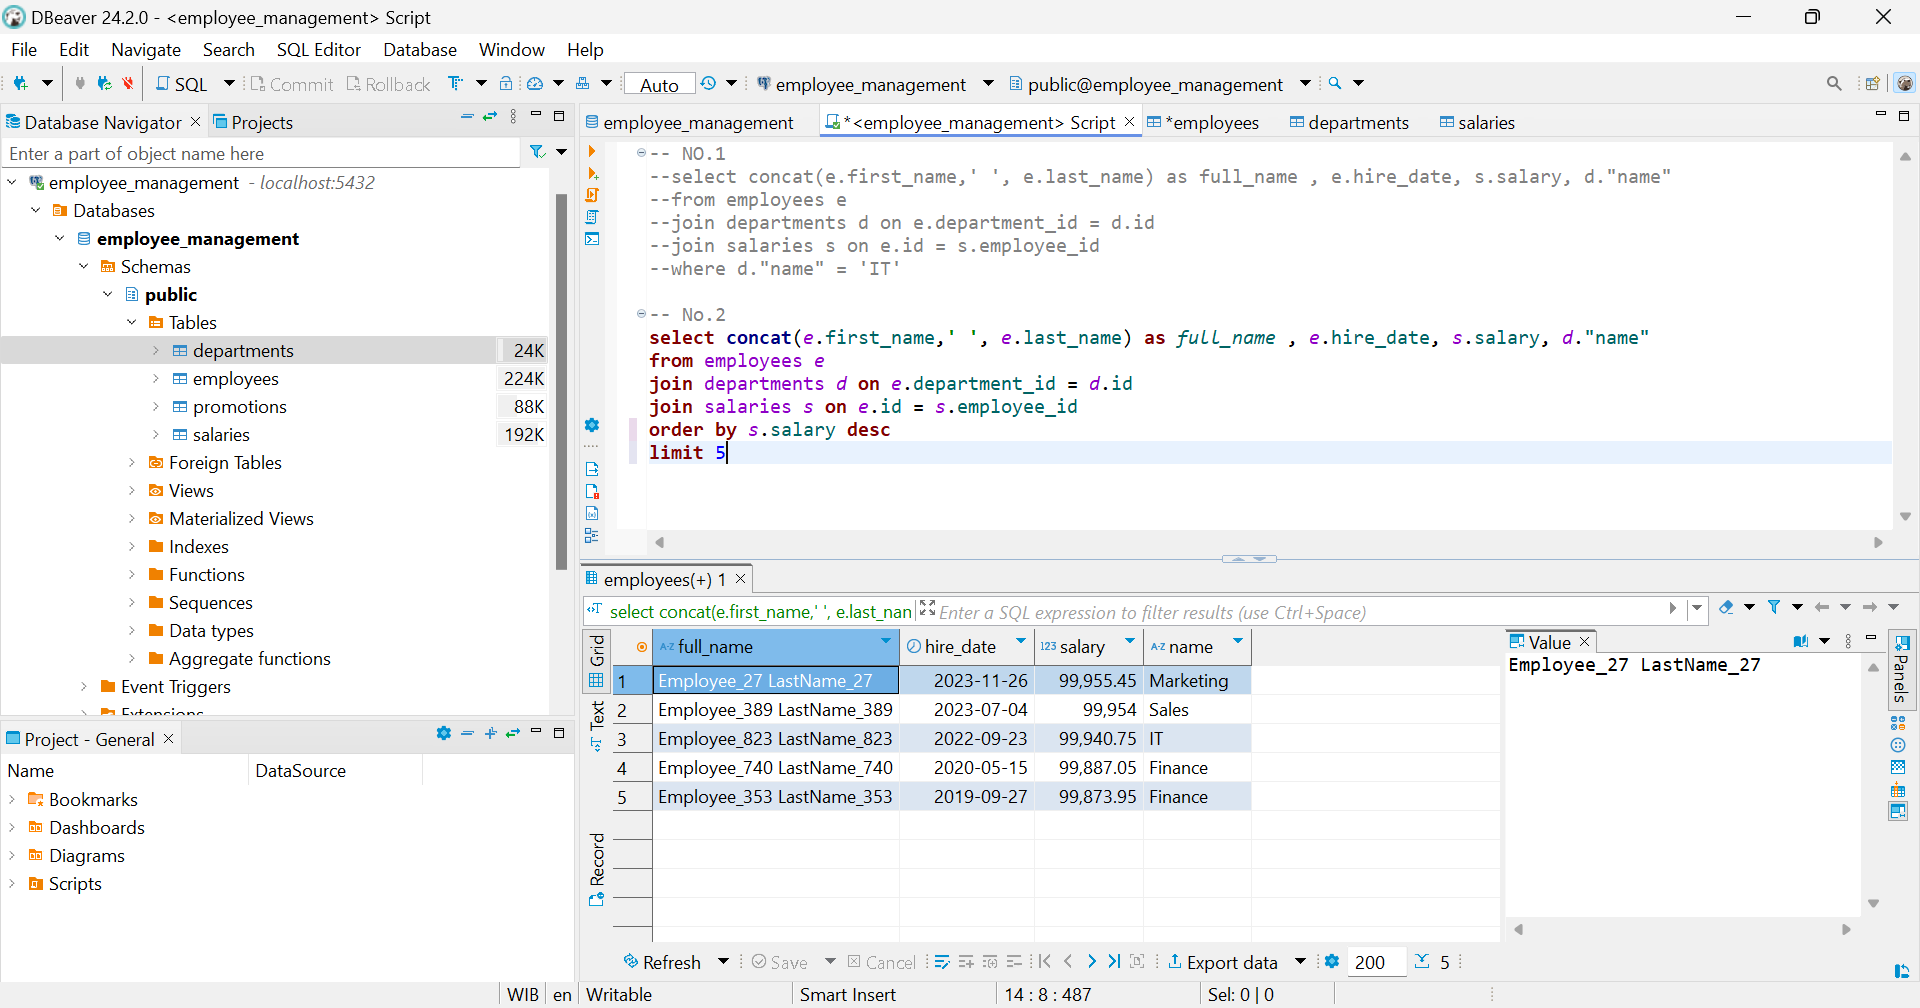 DBeaver 24.2.0 - <employee_management> Script
File Edit Navigate Search SQL Editor Database Window Help
SQL Commit Rollback Auto employee_management public@employee_management
Database Navigator Projects
Enter a part of object name here
employee_management - localhost:5432
Databases
employee_management
Schemas
public
Tables
departments 24K
employees 224K
promotions 88K
salaries 192K
Foreign Tables
Views
Materialized Views
Indexes
Functions
Sequences
Data types
Aggregate functions
Event Triggers
Extensions
Project - General
Name DataSource
Bookmarks
Dashboards
Diagrams
Scripts
employee_management *<employee_management> Script *employees departments salaries
-- NO.1
--select concat(e.first_name,' ', e.last_name) as full_name , e.hire_date, s.salary, d."name"
--from employees e
--join departments d on e.department_id = d.id
--join salaries s on e.id = s.employee_id
--where d."name" = 'IT'
-- No.2
select concat(e.first_name,' ', e.last_name) as full_name , e.hire_date, s.salary, d."name"
from employees e
join departments d on e.department_id = d.id
join salaries s on e.id = s.employee_id
order by s.salary desc
limit 5
employees(+) 1
select concat(e.first_name,' ', e.last_nan Enter a SQL expression to filter results (use Ctrl+Space)
Grid
Text
Record
full_name hire_date 123 salary name
1 Employee_27 LastName_27 2023-11-26 99,955.45 Marketing
2 Employee_389 LastName_389 2023-07-04 99,954 Sales
3 Employee_823 LastName_823 2022-09-23 99,940.75 IT
4 Employee_740 LastName_740 2020-05-15 99,887.05 Finance
5 Employee_353 LastName_353 2019-09-27 99,873.95 Finance
Value
Employee_27 LastName_27
Panels
Refresh Save Cancel Export data 200 5
WIB en Writable Smart Insert 14 : 8 : 487 Sel: 0 | 0